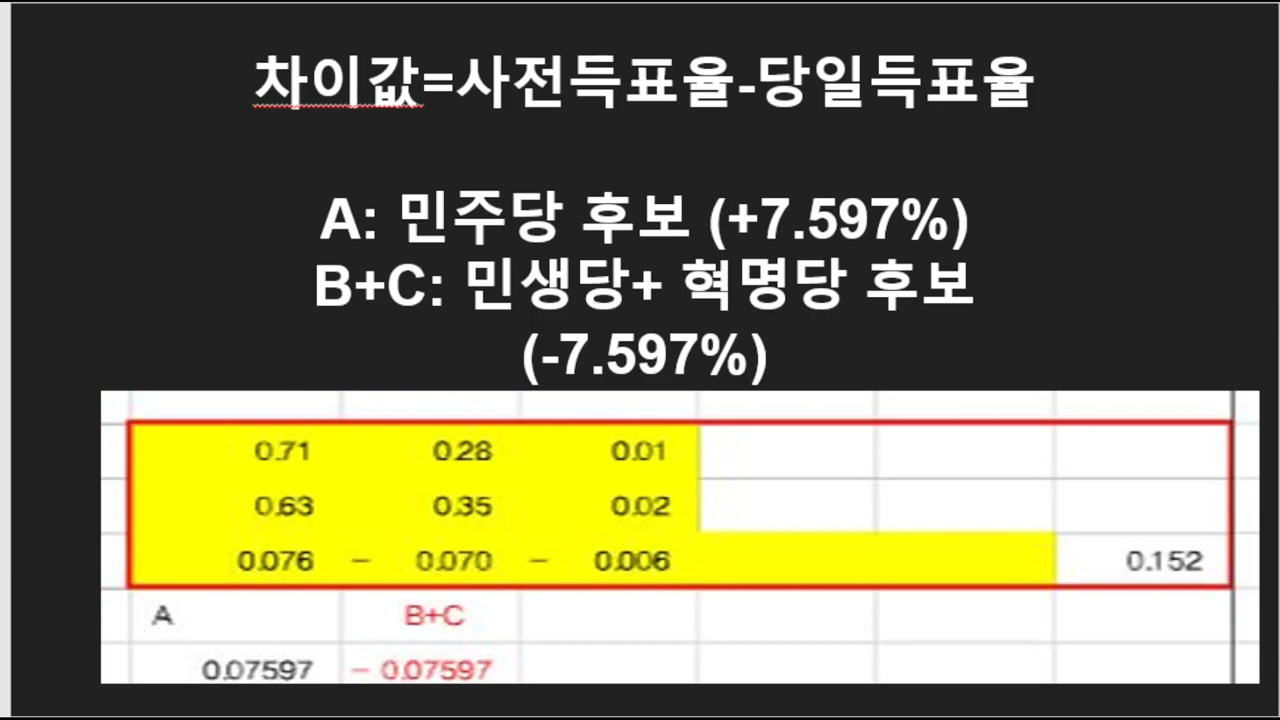 차이값=사전득표율-당일득표율
A: 민주당 후보 (+7.597%)
B+C: 민생당+ 혁명당 후보
(-7.597%)
0.71 0.28 0.01
0.63 0.35 0.02
0.076 - 0.070 - 0.006 0.152
A B+C
0.07597 - 0.07597